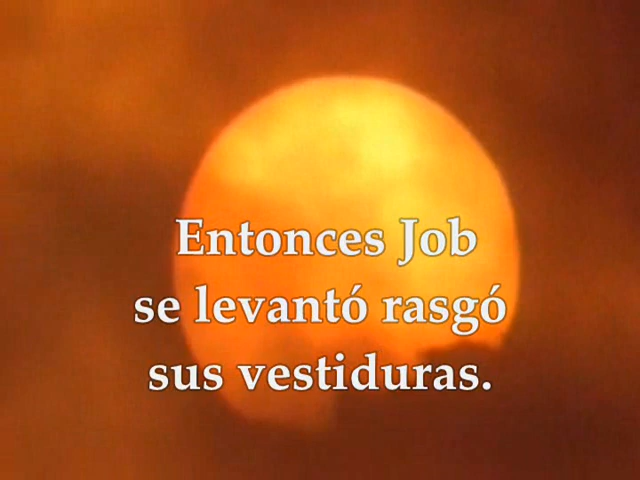 Entonces Job
se levantó rasgó
sus vestiduras.